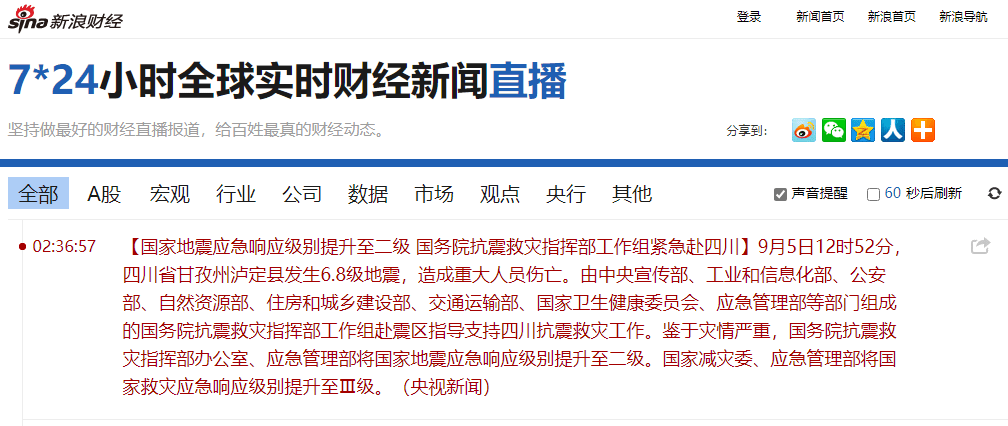 sina新浪财经
登录 新闻首页 新浪首页 新浪导航
7*24小时全球实时财经新闻直播
坚持做最好的财经直播报道，给百姓最真的财经动态。
分享到：
全部 A股 宏观 行业 公司 数据 市场 观点 央行 其他 声音提醒 60 秒后刷新
02:36:57 【国家地震应急响应级别提升至二级 国务院抗震救灾指挥部工作组紧急赴四川】9月5日12时52分，
四川省甘孜州泸定县发生6.8级地震，造成重大人员伤亡。由中央宣传部、工业和信息化部、公安
部、自然资源部、住房和城乡建设部、交通运输部、国家卫生健康委员会、应急管理部等部门组成
的国务院抗震救灾指挥部工作组赴震区指导支持四川抗震救灾工作。鉴于灾情严重，国务院抗震救
灾指挥部办公室、应急管理部将国家地震应急响应级别提升至二级。国家减灾委、应急管理部将国
家救灾应急响应级别提升至Ⅲ级。（央视新闻）